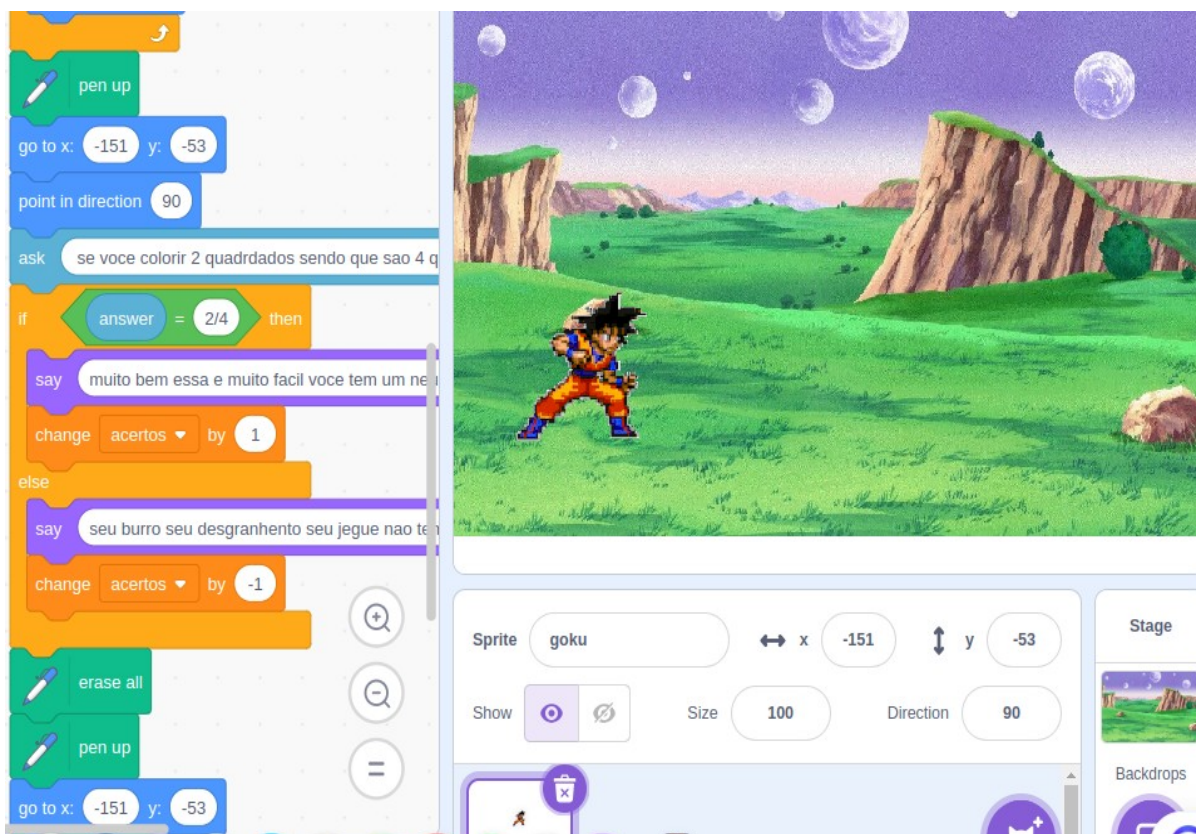 pen up
go to x: -151 y: -53
point in direction 90
ask se voce colorir 2 quadrdados sendo que sao 4 q
if answer = 2/4 then
say muito bem essa e muito facil voce tem um
change acertos by 1
else
say seu burro seu desgranhento seu jegue nao
change acertos by -1
erase all
pen up
go to x: -151 y: -53
Sprite goku x -151 y -53
Show Size 100 Direction 90
Stage
Backdrops